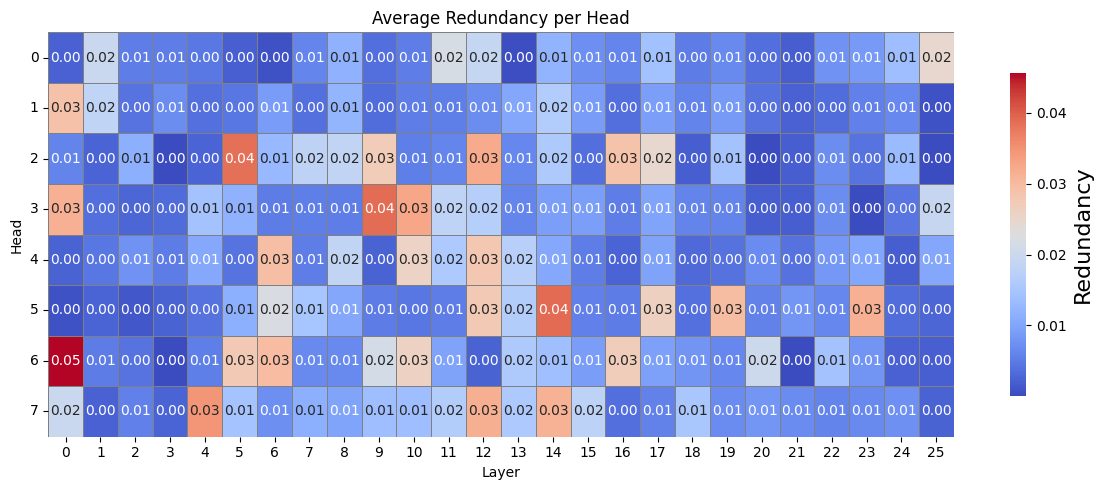 Average Redundancy per Head
0 0.00 0.02 0.01 0.01 0.00 0.00 0.00 0.01 0.01 0.00 0.01 0.02 0.02 0.00 0.01 0.01 0.01 0.01 0.00 0.01 0.00 0.00 0.01 0.01 0.01 0.02
1 0.03 0.02 0.00 0.01 0.00 0.00 0.01 0.00 0.01 0.00 0.01 0.01 0.01 0.01 0.02 0.01 0.00 0.01 0.01 0.01 0.00 0.00 0.00 0.01 0.01 0.00
2 0.01 0.00 0.01 0.00 0.00 0.04 0.01 0.02 0.02 0.03 0.01 0.01 0.03 0.01 0.02 0.00 0.03 0.02 0.00 0.01 0.00 0.00 0.01 0.00 0.01 0.00
3 0.03 0.00 0.00 0.00 0.01 0.01 0.01 0.01 0.01 0.04 0.03 0.02 0.02 0.01 0.01 0.01 0.01 0.01 0.01 0.01 0.00 0.00 0.01 0.00 0.00 0.02
4 0.00 0.00 0.01 0.01 0.01 0.00 0.03 0.01 0.02 0.00 0.03 0.02 0.03 0.02 0.01 0.01 0.00 0.01 0.00 0.00 0.01 0.00 0.01 0.01 0.00 0.01
5 0.00 0.00 0.00 0.00 0.00 0.01 0.02 0.01 0.01 0.01 0.00 0.01 0.03 0.02 0.04 0.01 0.01 0.03 0.00 0.03 0.01 0.01 0.01 0.03 0.00 0.00
6 0.05 0.01 0.00 0.00 0.01 0.03 0.03 0.01 0.01 0.02 0.03 0.01 0.00 0.02 0.01 0.01 0.03 0.01 0.01 0.01 0.02 0.00 0.01 0.01 0.00 0.00
7 0.02 0.00 0.01 0.00 0.03 0.01 0.01 0.01 0.01 0.01 0.01 0.02 0.03 0.02 0.03 0.02 0.00 0.01 0.01 0.01 0.01 0.01 0.01 0.01 0.01 0.00
0 1 2 3 4 5 6 7 8 9 10 11 12 13 14 15 16 17 18 19 20 21 22 23 24 25
Layer
Head
0.04
0.03
0.02
0.01
Redundancy